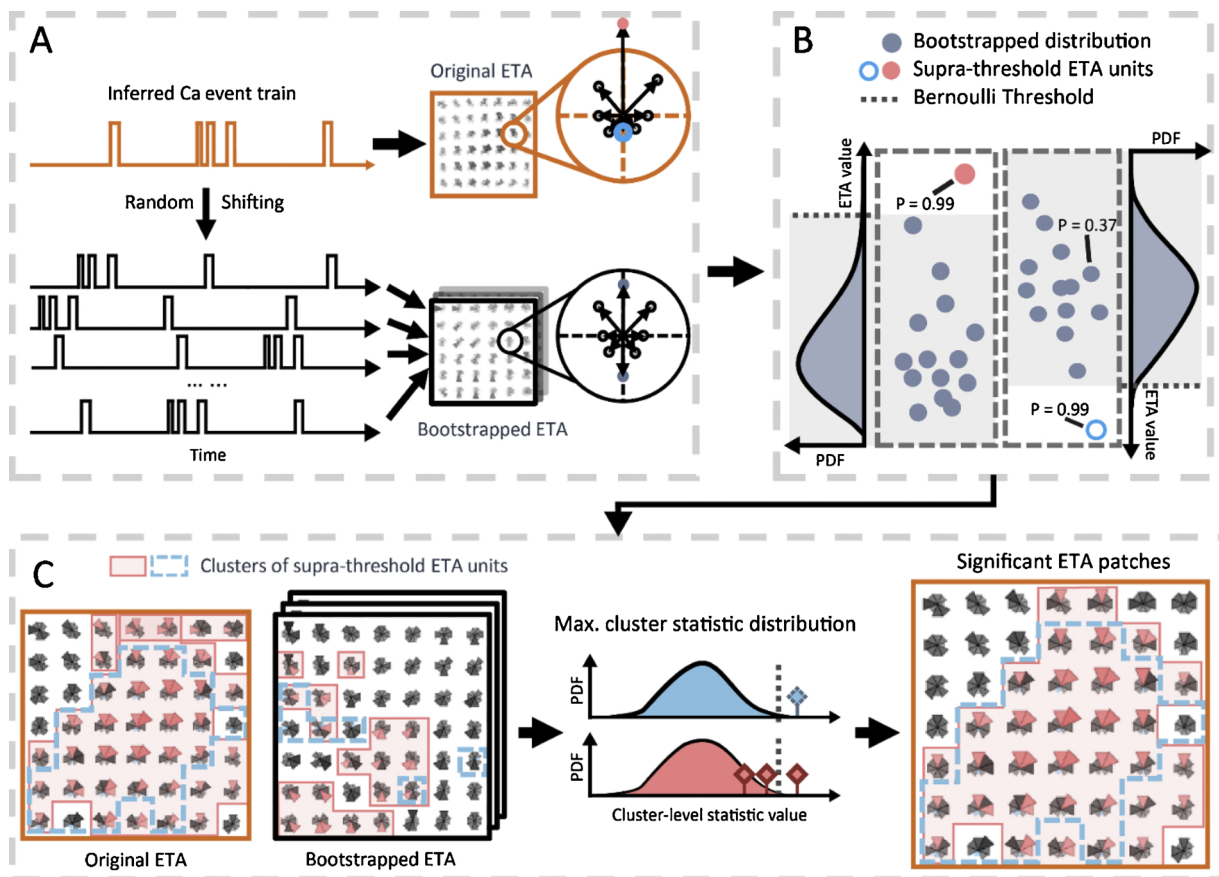 A
Inferred Ca event train
Original ETA
Random Shifting
... ...
Time
Bootstrapped ETA
B
Bootstrapped distribution
Supra-threshold ETA units
Bernoulli Threshold
ETA value
PDF
P = 0.99
P = 0.37
P = 0.99
PDF
ETA value
C
Clusters of supra-threshold ETA units
Original ETA
Bootstrapped ETA
Max. cluster statistic distribution
PDF
PDF
Cluster-level statistic value
Significant ETA patches